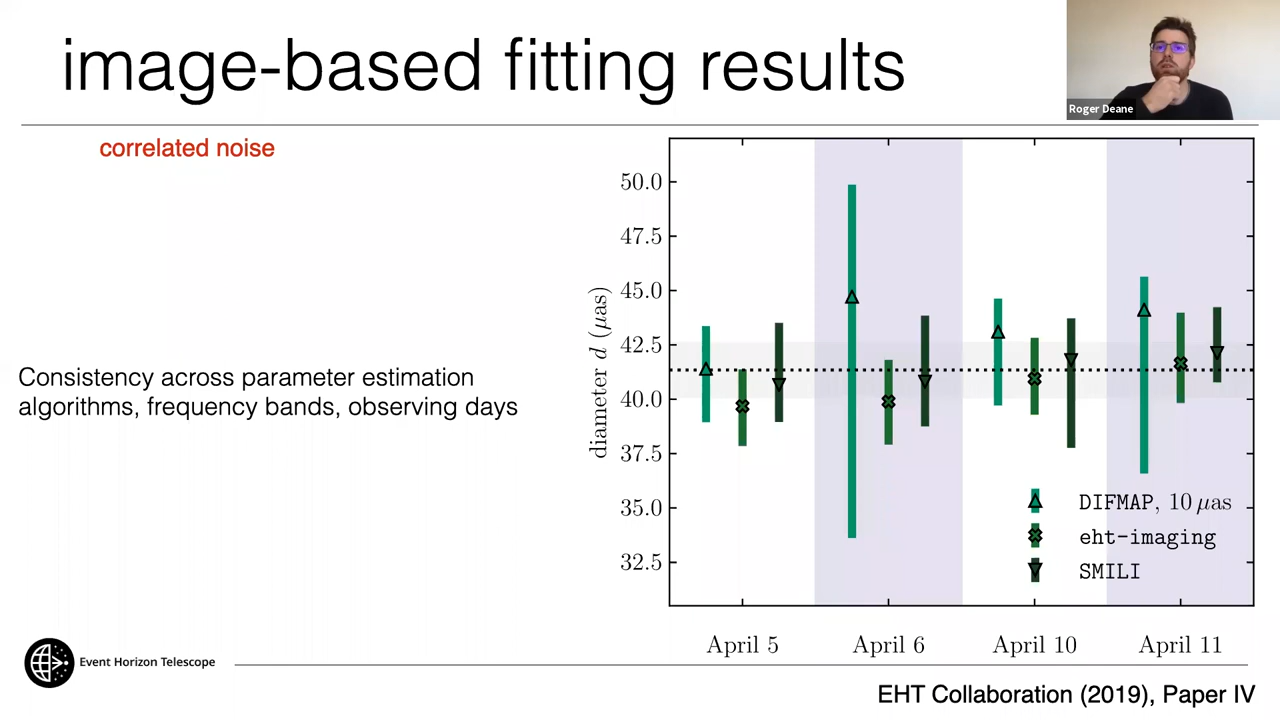 image-based fitting results
Roger Deane
correlated noise
Consistency across parameter estimation
algorithms, frequency bands, observing days
diameter d (μas)
50.0
47.5
45.0
42.5
40.0
37.5
35.0
32.5
DIFMAP, 10 μas
eht-imaging
SMILI
April 5
April 6
April 10
April 11
Event Horizon Telescope
EHT Collaboration (2019), Paper IV